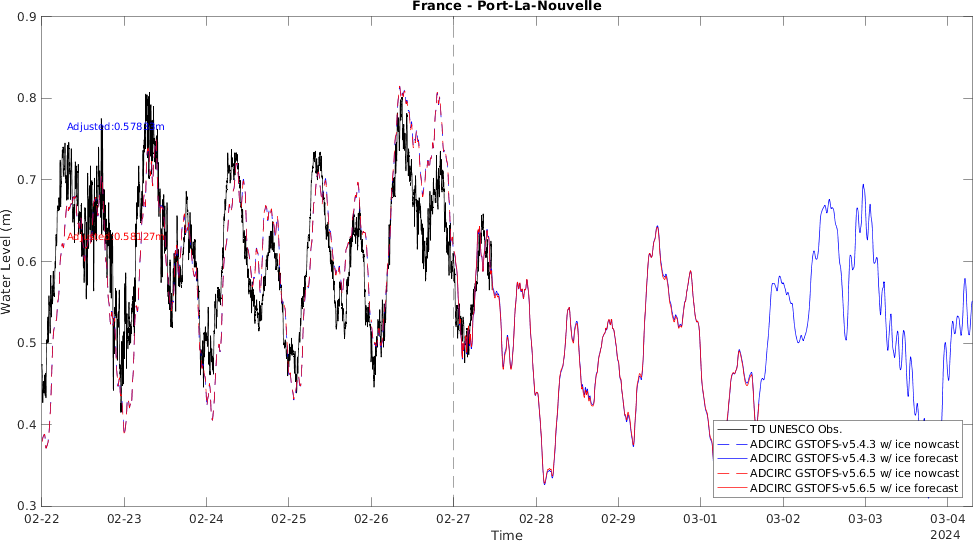 France - Port-La-Nouvelle
Water Level (m)
0.9
0.8
0.7
0.6
0.5
0.4
0.3
Adjusted:0.578
Adjusted:0.58127m
TD UNESCO Obs.
ADCIRC GSTOFS-v5.4.3 w/ ice nowcast
ADCIRC GSTOFS-v5.4.3 w/ ice forecast
ADCIRC GSTOFS-v5.6.5 w/ ice nowcast
ADCIRC GSTOFS-v5.6.5 w/ ice forecast
02-22 02-23 02-24 02-25 02-26 02-27 02-28 02-29 03-01 03-02 03-03 03-04
2024
Time